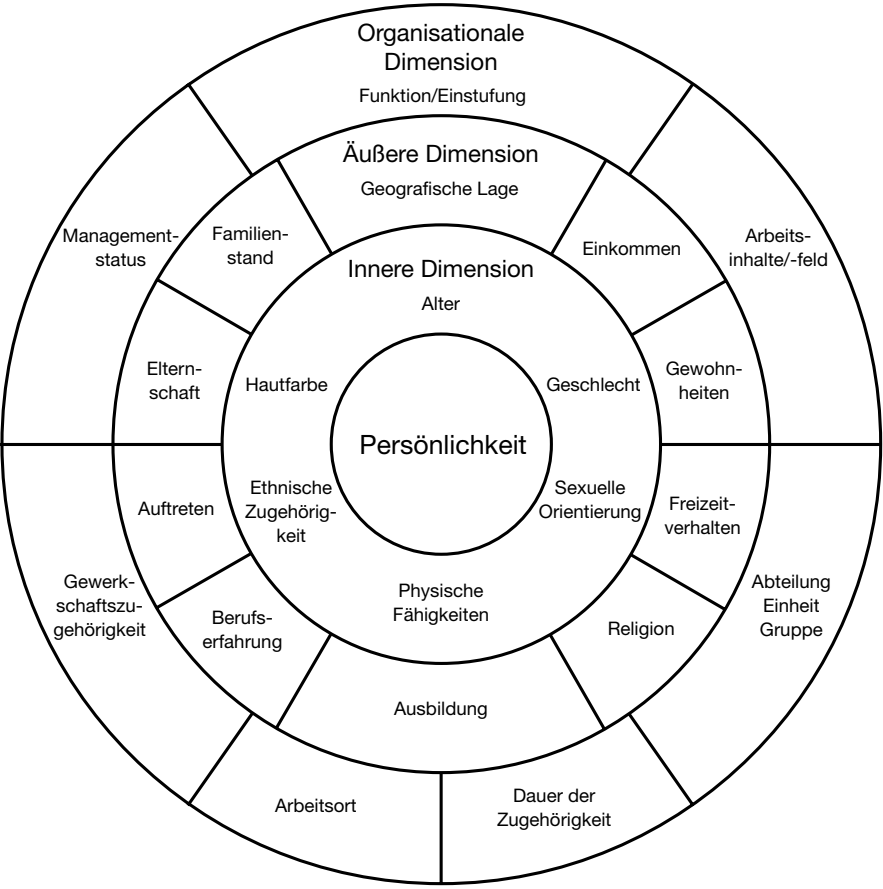 Organisationale
Dimension
Funktion/Einstufung
Äußere Dimension
Geografische Lage
Management-
status
Familien-
stand
Einkommen
Arbeits-
inhalte/-feld
Innere Dimension
Alter
Eltern-
schaft
Hautfarbe
Geschlecht
Gewohn-
heiten
Persönlichkeit
Auftreten
Ethnische
Zugehörig-
keit
Sexuelle
Orientierung
Freizeit-
verhalten
Gewerk-
schaftszu-
gehörigkeit
Physische
Fähigkeiten
Abteilung
Einheit
Gruppe
Berufs-
erfahrung
Religion
Ausbildung
Arbeitsort
Dauer der
Zugehörigkeit